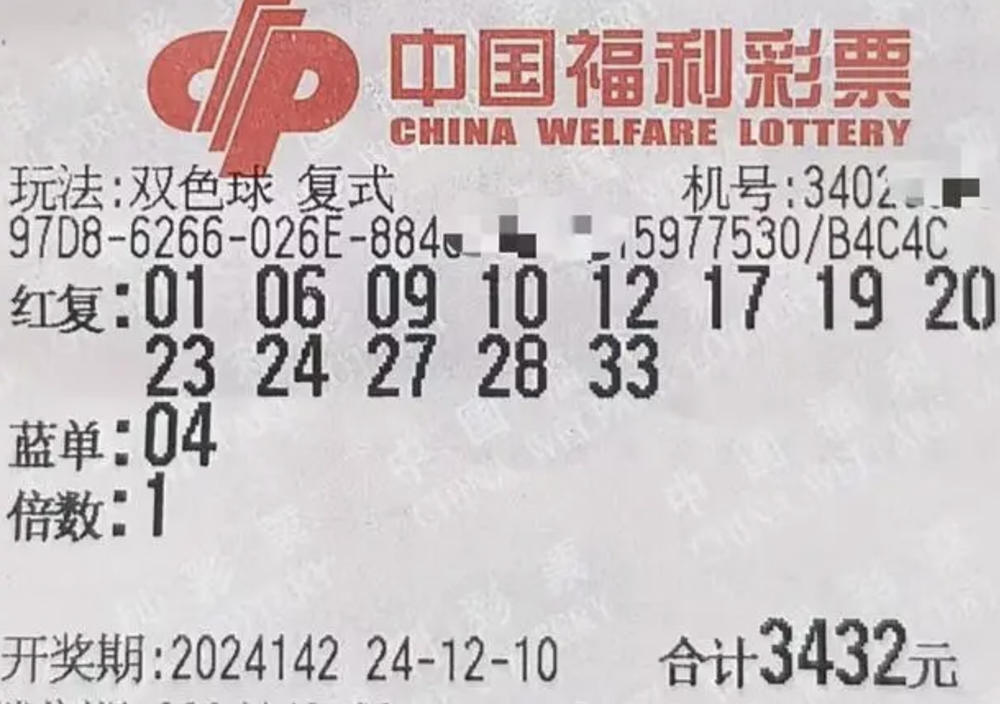 中国福利彩票
CHINA WELFARE LOTTERY
玩法:双色球 复式 机号:3402
97D8-6266-026E-884 5977530/B4C4C
红复:01 06 09 10 12 17 19 20
23 24 27 28 33
蓝单:04
倍数:1
开奖期:2024142 24-12-10 合计3432元